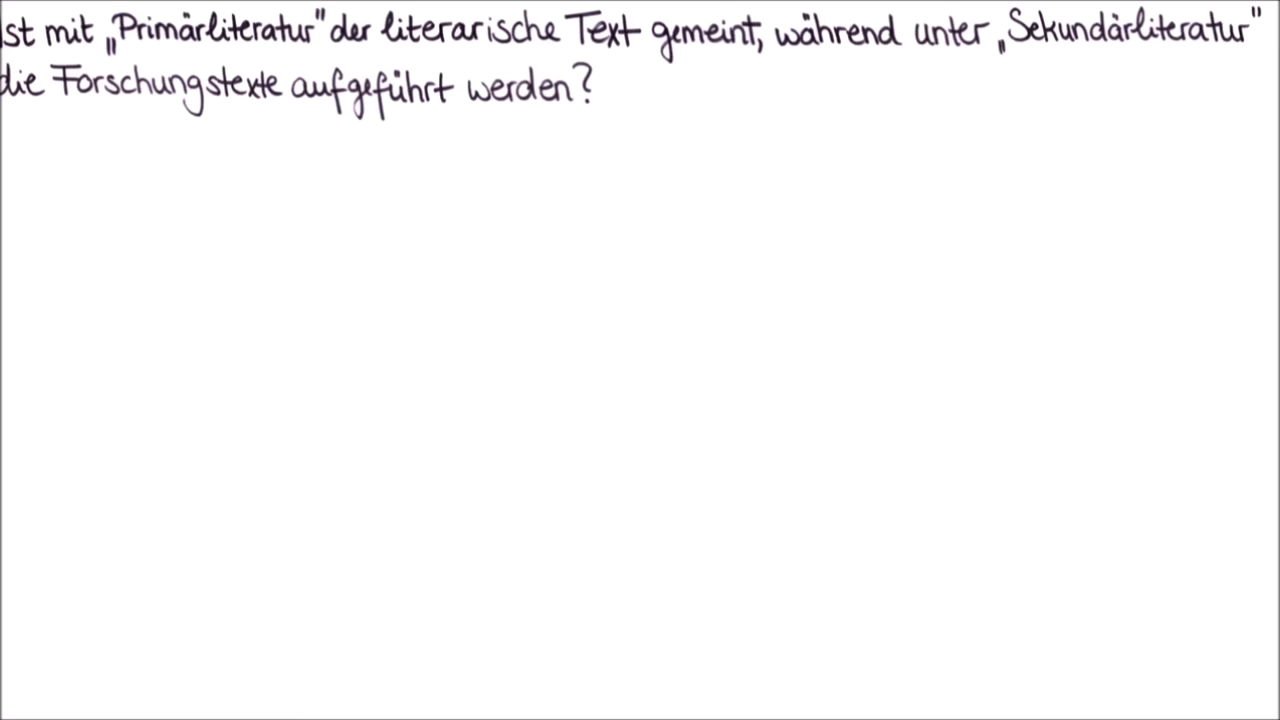 Ist mit „Primärliteratur" der literarische Text gemeint, während unter „Sekundärliteratur"
die Forschungstexte aufgeführt werden?